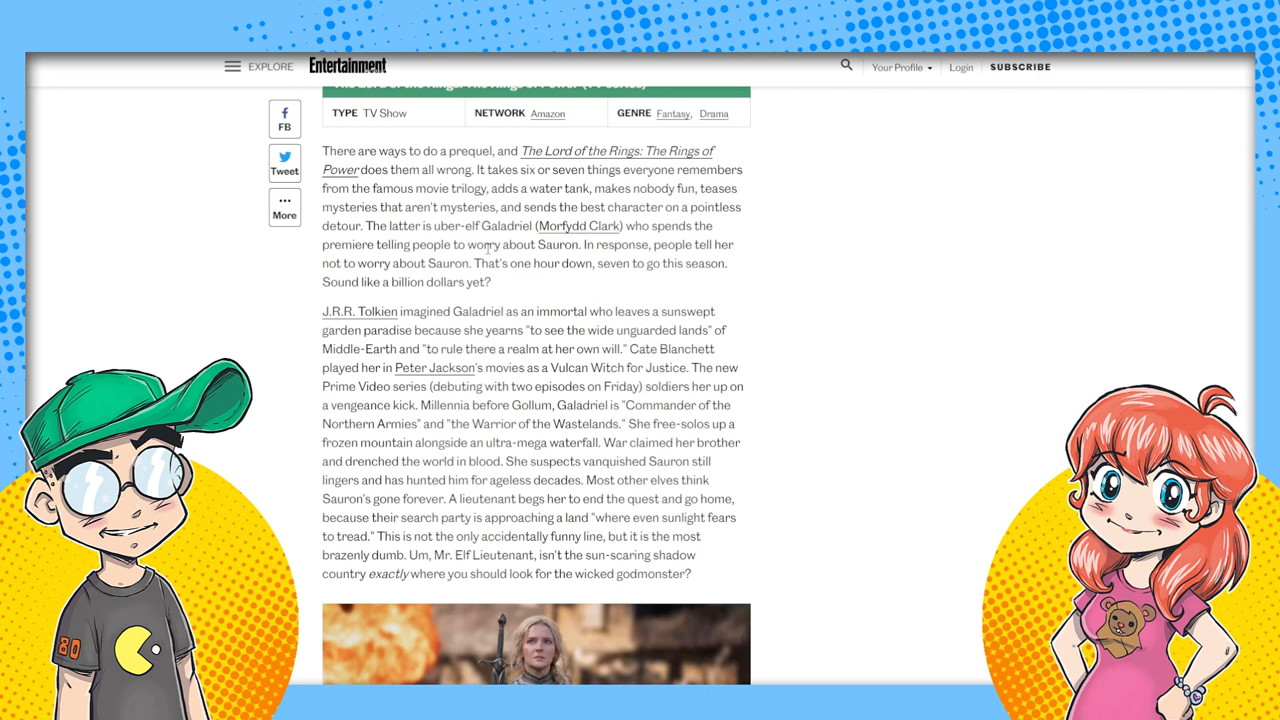 EXPLORE
Entertainment
Your Profile
Login
SUBSCRIBE
The Lord of the Rings: The Rings of Power (TV series)
TYPE TV Show
NETWORK Amazon
GENRE Fantasy, Drama
FB
Tweet
More
There are ways to do a prequel, and The Lord of the Rings: The Rings of
Power does them all wrong. It takes six or seven things everyone remembers
from the famous movie trilogy, adds a water tank, makes nobody fun, teases
mysteries that aren't mysteries, and sends the best character on a pointless
detour. The latter is uber-elf Galadriel (Morfydd Clark) who spends the
premiere telling people to worry about Sauron. In response, people tell her
not to worry about Sauron. That's one hour down, seven to go this season.
Sound like a billion dollars yet?
J.R.R. Tolkien imagined Galadriel as an immortal who leaves a sunswept
garden paradise because she yearns "to see the wide unguarded lands" of
Middle-Earth and "to rule there a realm at her own will." Cate Blanchett
played her in Peter Jackson's movies as a Vulcan Witch for Justice. The new
Prime Video series (debuting with two episodes on Friday) soldiers her up on
a vengeance kick. Millennia before Gollum, Galadriel is "Commander of the
Northern Armies" and "the Warrior of the Wastelands." She free-solos up a
frozen mountain alongside an ultra-mega waterfall. War claimed her brother
and drenched the world in blood. She suspects vanquished Sauron still
lingers and has hunted him for ageless decades. Most other elves think
Sauron's gone forever. A lieutenant begs her to end the quest and go home,
because their search party is approaching a land "where even sunlight fears
to tread." This is not the only accidentally funny line, but it is the most
brazenly dumb. Um, Mr. Elf Lieutenant, isn't the sun-scaring shadow
country exactly where you should look for the wicked godmonster?
80